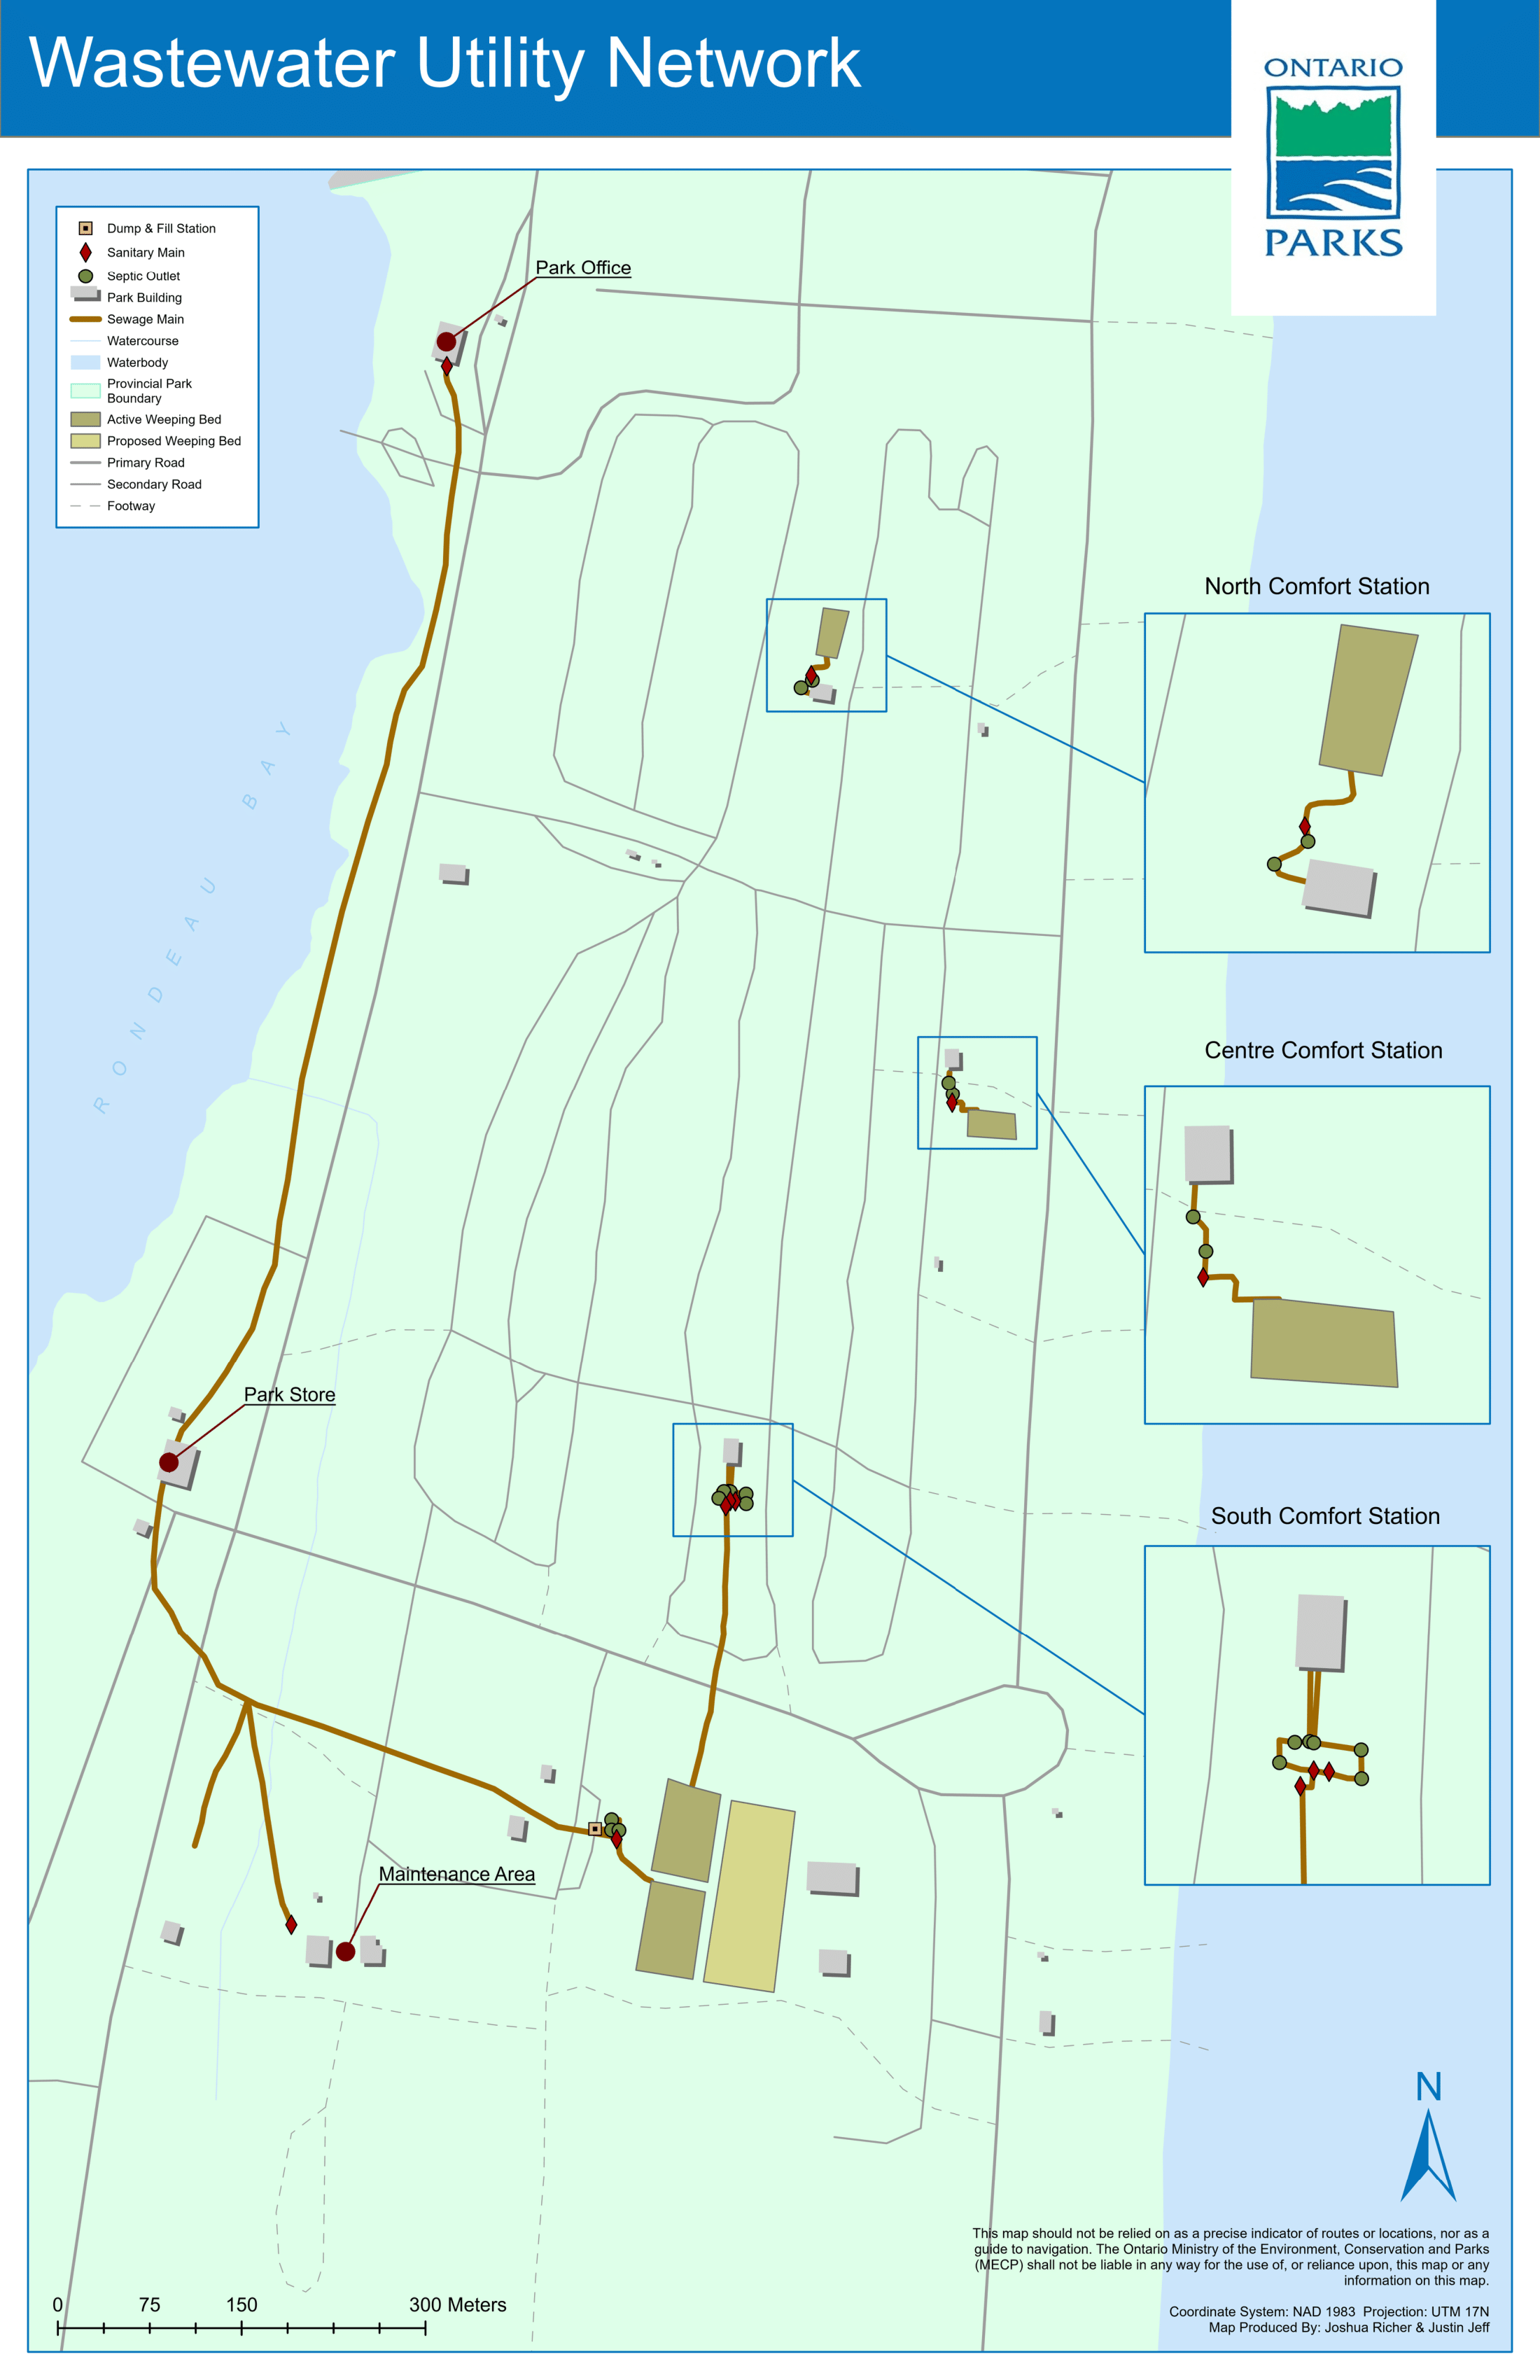 Wastewater Utility Network
ONTARIO
PARKS
Dump & Fill Station
Sanitary Main
Septic Outlet
Park Building
Sewage Main
Watercourse
Waterbody
Provincial Park
Boundary
Active Weeping Bed
Proposed Weeping Bed
Primary Road
Secondary Road
Footway
Park Office
North Comfort Station
RONDEAU BAY
Centre Comfort Station
Park Store
South Comfort Station
Maintenance Area
N
This map should not be relied on as a precise indicator of routes or locations, nor as a
guide to navigation. The Ontario Ministry of the Environment, Conservation and Parks
(MECP) shall not be liable in any way for the use of, or reliance upon, this map or any
information on this map.
0 75 150 300 Meters
Coordinate System: NAD 1983 Projection: UTM 17N
Map Produced By: Joshua Richer & Justin Jeff